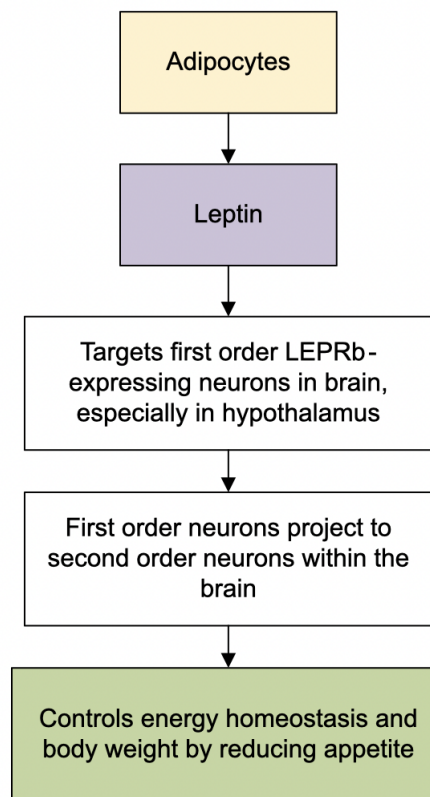 Adipocytes
Leptin
Targets first order LEPRb-
expressing neurons in brain,
especially in hypothalamus
First order neurons project to
second order neurons within the
brain
Controls energy homeostasis and
body weight by reducing appetite